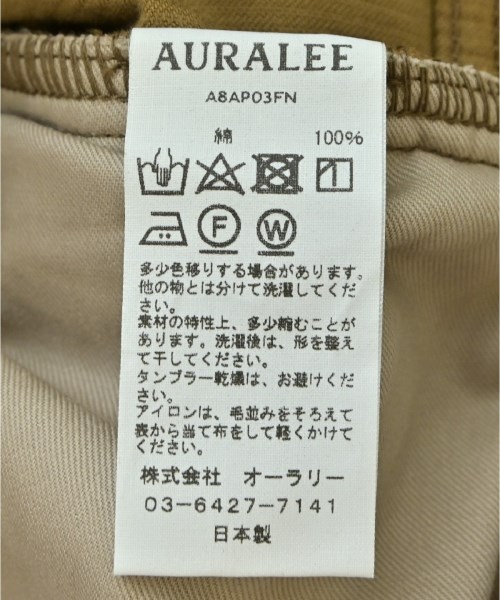 AURALEE
A8AP03FN
綿 100%
F W
多少色移りする場合があります。
他の物とは分けて洗濯してくだ
さい。
素材の特性上、多少縮むことが
あります。洗濯後は、形を整え
て干してください。
タンブラー乾燥は、お避けくだ
さい。
アイロンは、毛並みをそろえて
表から当て布をして軽くかけて
ください。
株式会社 オーラリー
03-6427-7141
日本製